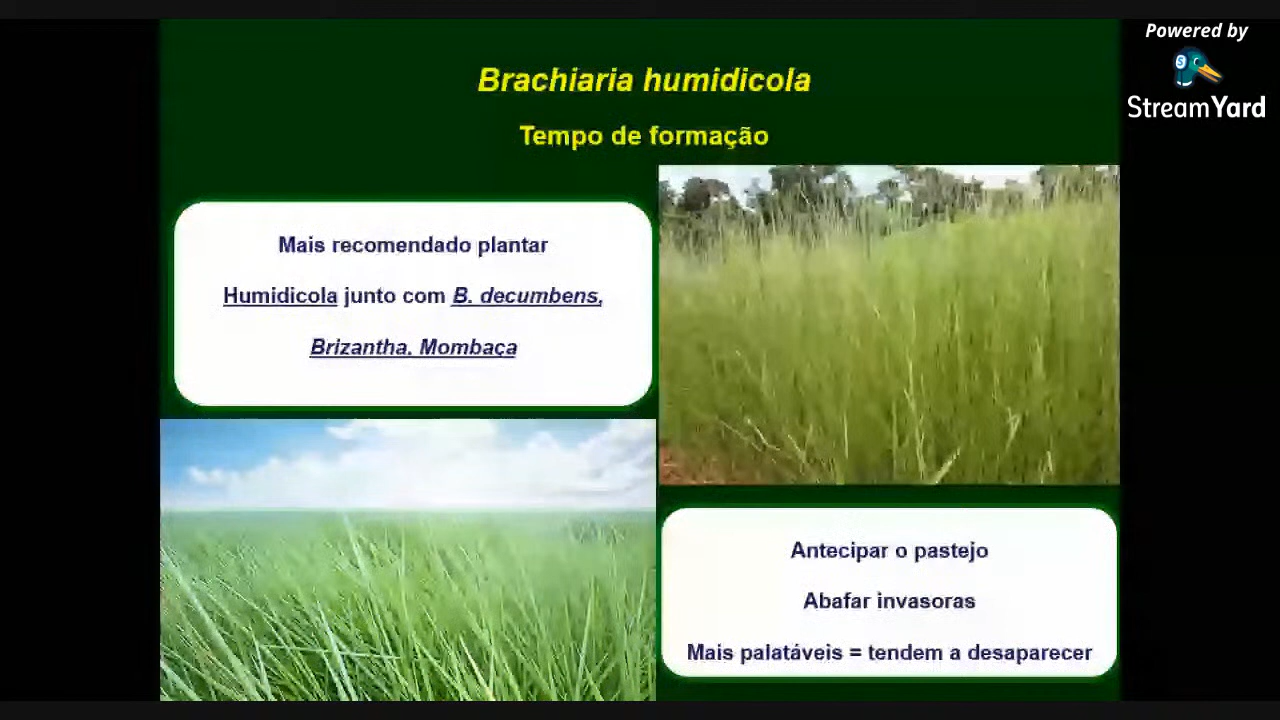 Powered by
StreamYard
Brachiaria humidicola
Tempo de formação
Mais recomendado plantar
Humidicola junto com B. decumbens,
Brizantha. Mombaça
Antecipar o pastejo
Abafar invasoras
Mais palatáveis = tendem a desaparecer